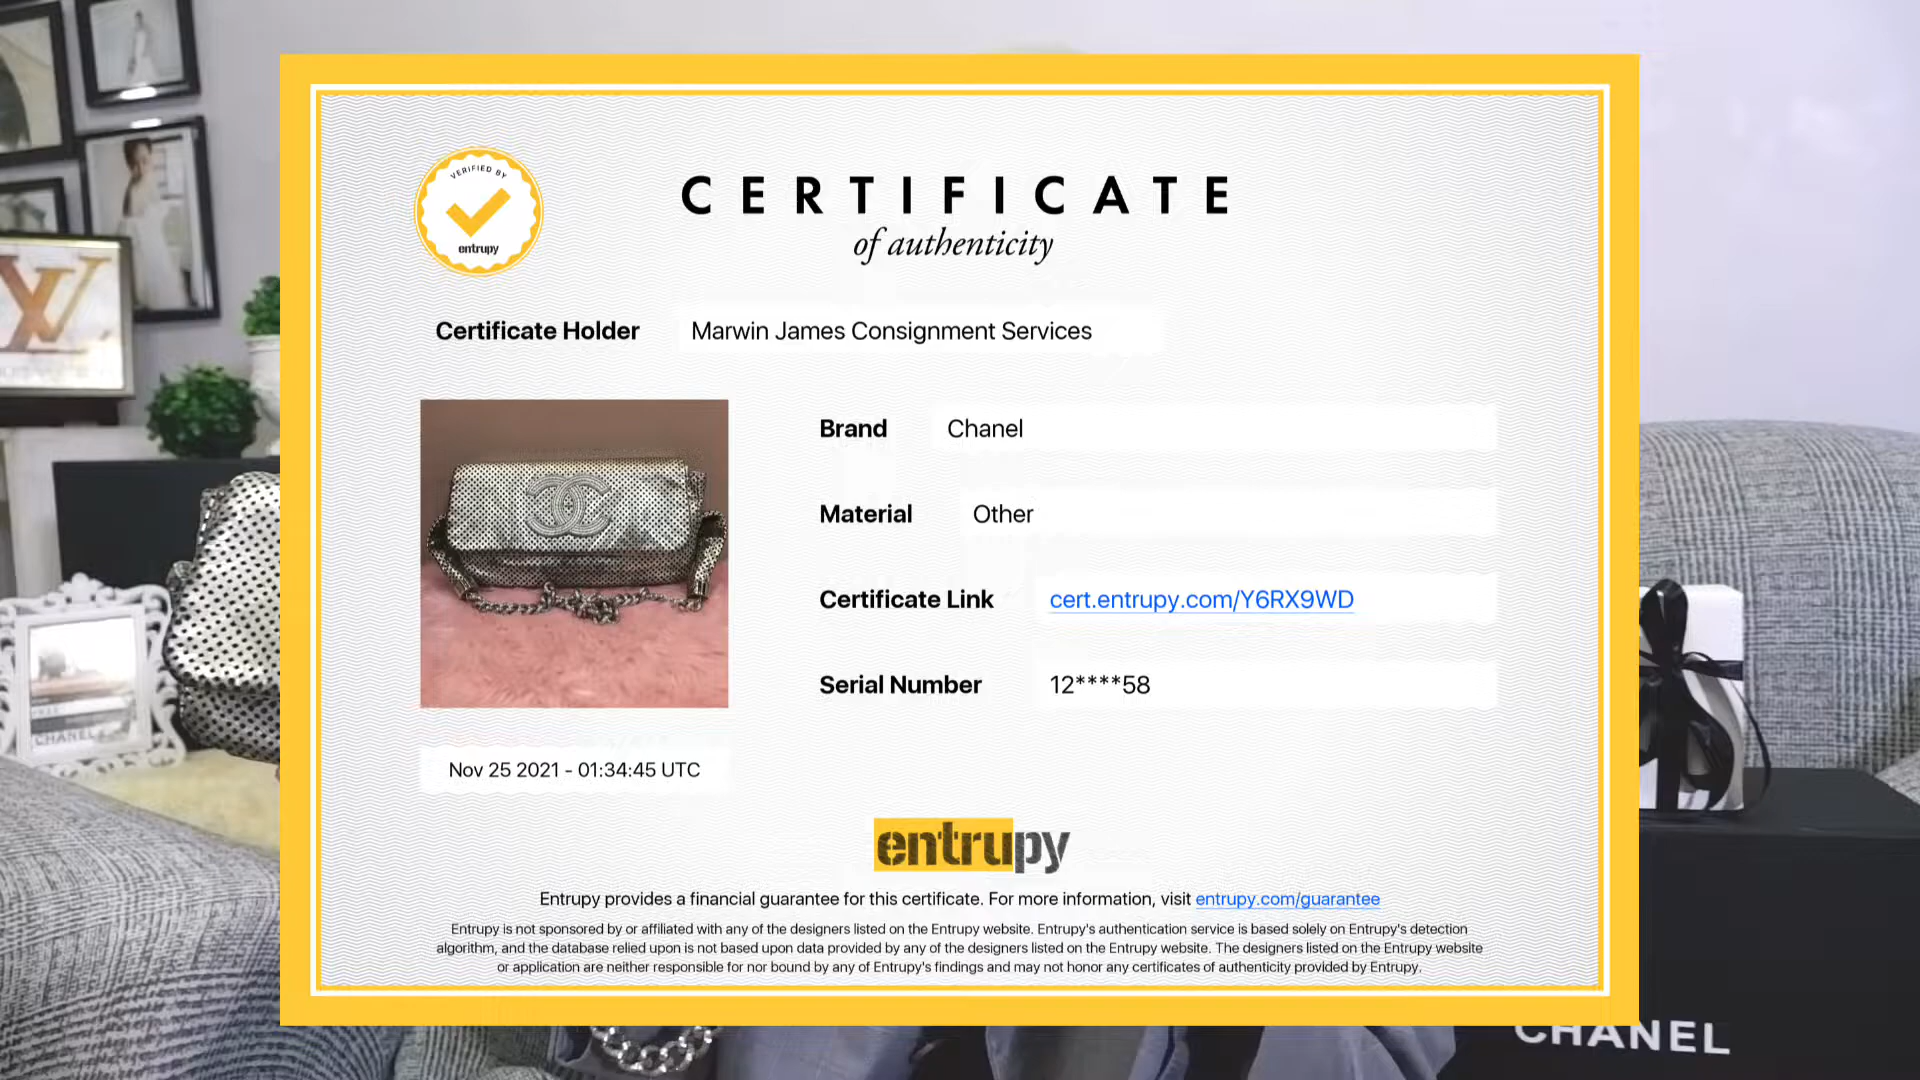 VERIFIED BY
entrupy
CERTIFICATE
of authenticity
Certificate Holder Marwin James Consignment Services
Brand Chanel
Material Other
Certificate Link cert.entrupy.com/Y6RX9WD
Serial Number 12****58
Nov 25 2021 - 01:34:45 UTC
entrupy
Entrupy provides a financial guarantee for this certificate. For more information, visit entrupy.com/guarantee
Entrupy is not sponsored by or affiliated with any of the designers listed on the Entrupy website. Entrupy's authentication service is based solely on Entrupy's detection
algorithm, and the database relied upon is not based upon data provided by any of the designers listed on the Entrupy website. The designers listed on the Entrupy website
or application are neither responsible for nor bound by any of Entrupy's findings and may not honor any certificates of authenticity provided by Entrupy.
CHANEL
CHANEL